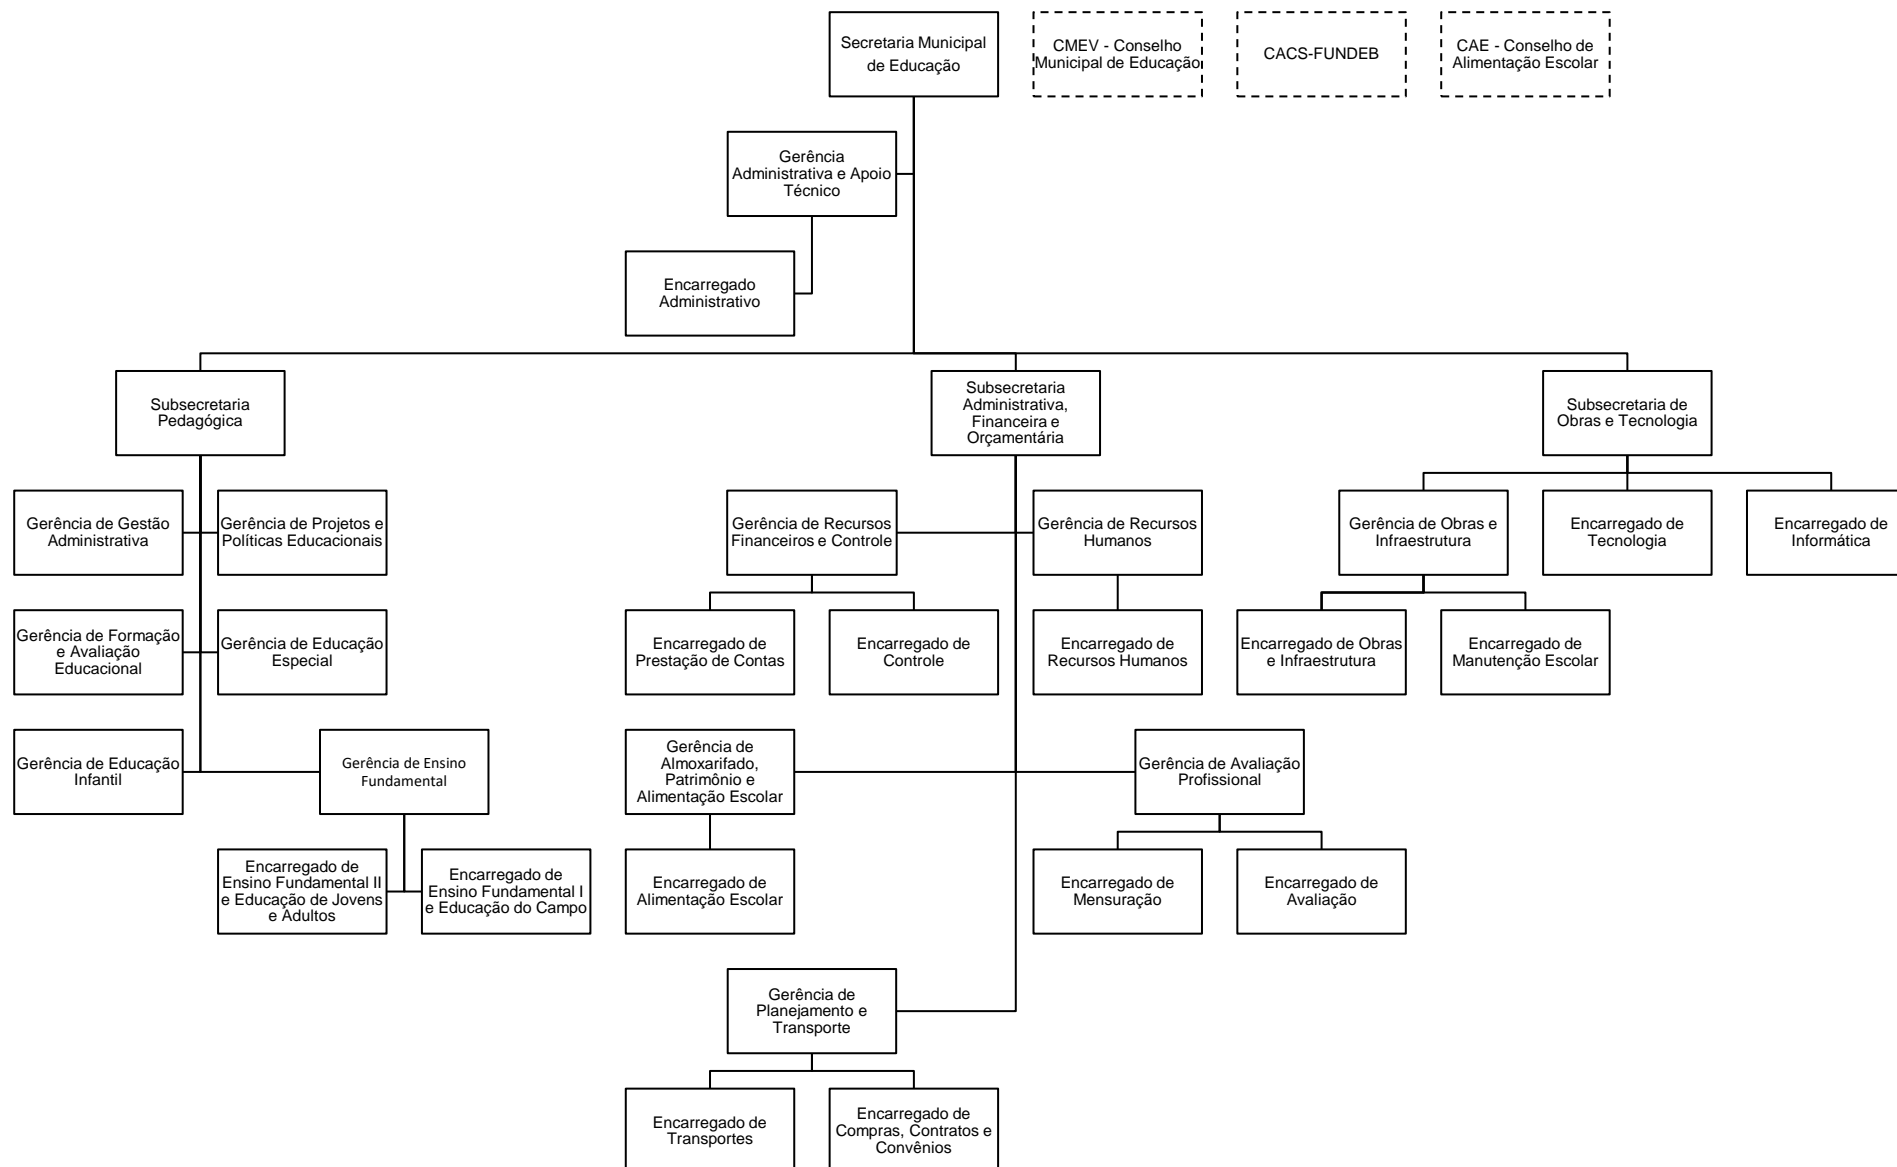 Secretaria Municipal
de Educação
CMEV - Conselho
Municipal de Educação
CACS-FUNDEB
CAE - Conselho de
Alimentação Escolar
Gerência
Administrativa e Apoio
Técnico
Encarregado
Administrativo
Subsecretaria
Pedagógica
Subsecretaria
Administrativa,
Financeira e
Orçamentária
Subsecretaria de
Obras e Tecnologia
Gerência de Gestão
Administrativa
Gerência de Projetos e
Políticas Educacionais
Gerência de Recursos
Financeiros e Controle
Gerência de Recursos
Humanos
Gerência de Obras e
Infraestrutura
Encarregado de
Tecnologia
Encarregado de
Informática
Gerência de Formação
e Avaliação
Educacional
Gerência de Educação
Especial
Encarregado de
Prestação de Contas
Encarregado de
Controle
Encarregado de
Recursos Humanos
Encarregado de Obras
e Infraestrutura
Encarregado de
Manutenção Escolar
Gerência de Educação
Infantil
Gerência de Ensino
Fundamental
Gerência de
Almoxarifado,
Patrimônio e
Alimentação Escolar
Gerência de Avaliação
Profissional
Encarregado de
Ensino Fundamental II
e Educação de Jovens
e Adultos
Encarregado de
Ensino Fundamental I
e Educação do Campo
Encarregado de
Alimentação Escolar
Encarregado de
Mensuração
Encarregado de
Avaliação
Gerência de
Planejamento e
Transporte
Encarregado de
Transportes
Encarregado de
Compras, Contratos e
Convênios